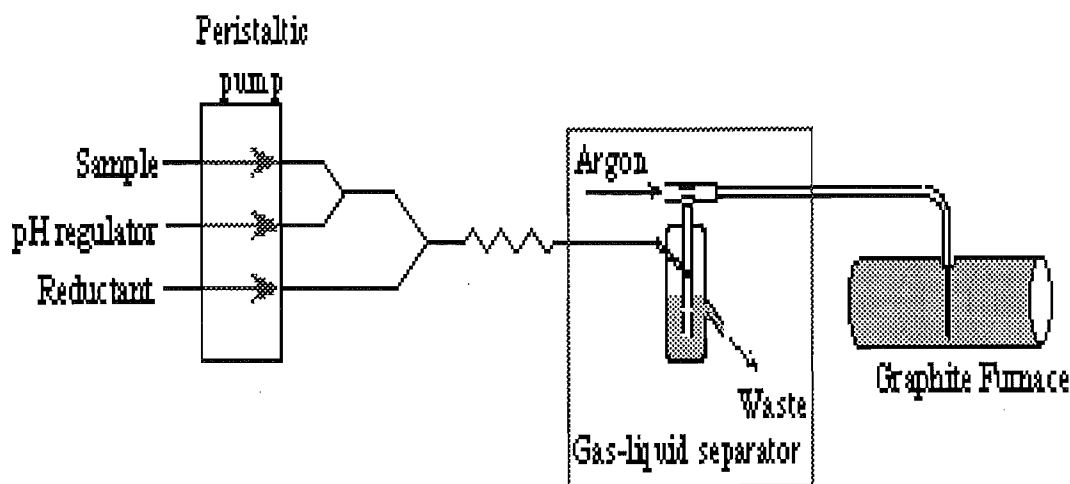 Peristaltic
pump
Sample
pH regulator
Reductant
Argon
Waste
Gas-liquid separator
Graphite Furnace